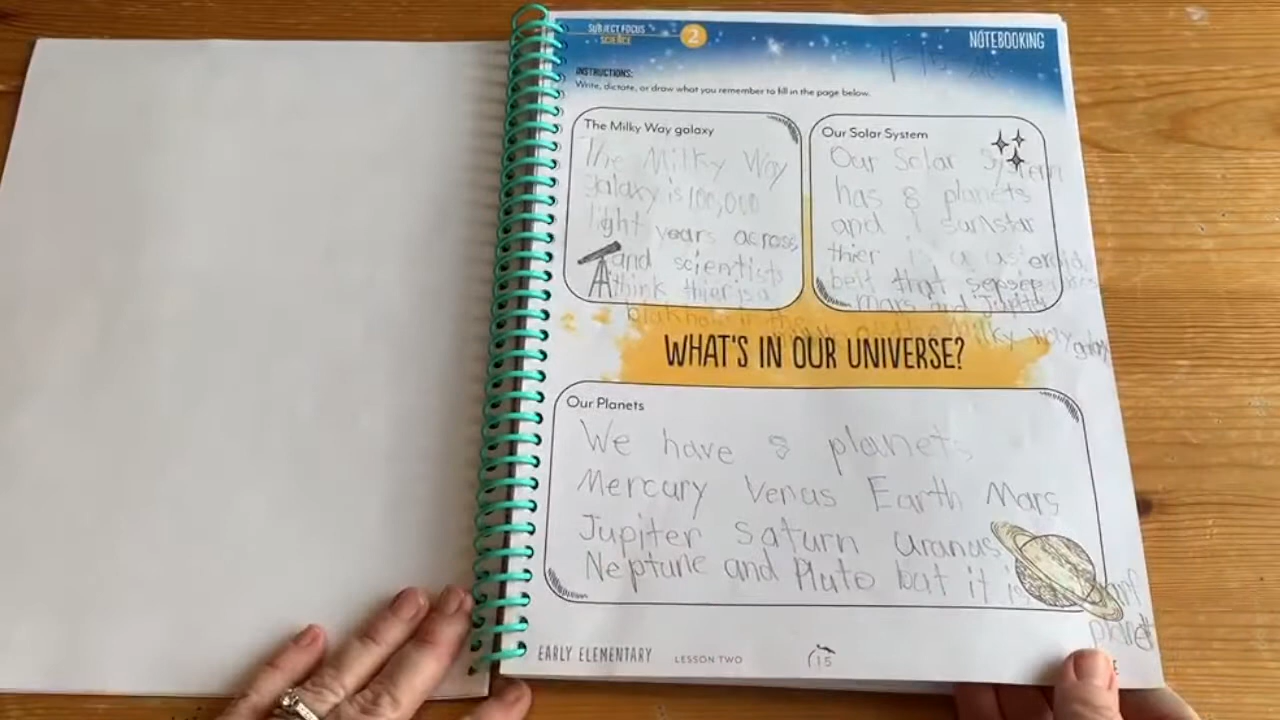 SUBJECT FOCUS
SCIENCE
2
NOTEBOOKING
INSTRUCTIONS:
Write, dictate, or draw what you remember to fill in the page below.
The Milky Way galaxy
The Milky Way
galaxy is 100,000
light years across
and scientists
think thier is a
Our Solar System
Our Solar System
has 8 planets
and 1 sun/star
thier is a asteroid
belt that
mars and Jupiter
milky way
galaxy
WHAT'S IN OUR UNIVERSE?
Our Planets
We have 8 planets
Mercury Venus Earth Mars
Jupiter Saturn Uranus
Neptune and Pluto but it is
planet
EARLY ELEMENTARY
LESSON TWO
15